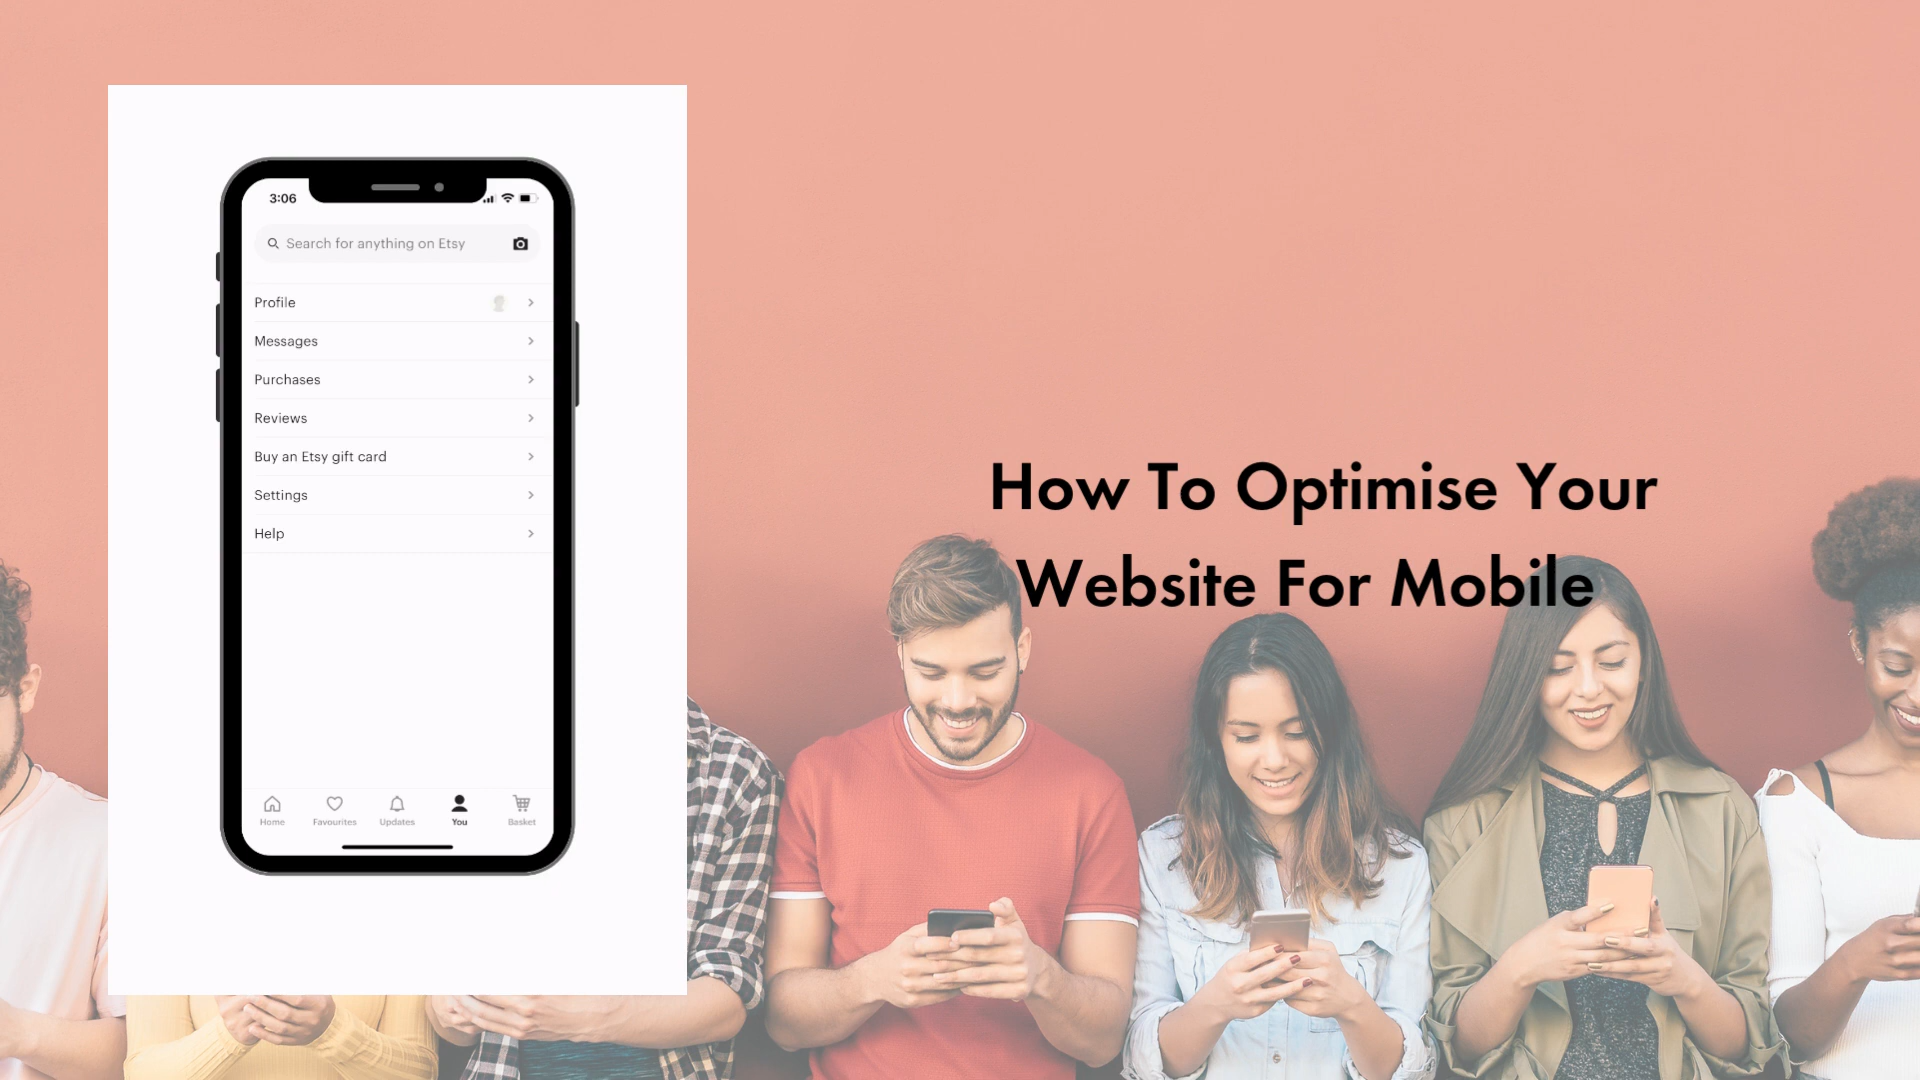 3:06
Search for anything on Etsy
Profile
Messages
Purchases
Reviews
Buy an Etsy gift card
Settings
Help
Home Favourites Updates You Basket
How To Optimise Your
Website For Mobile